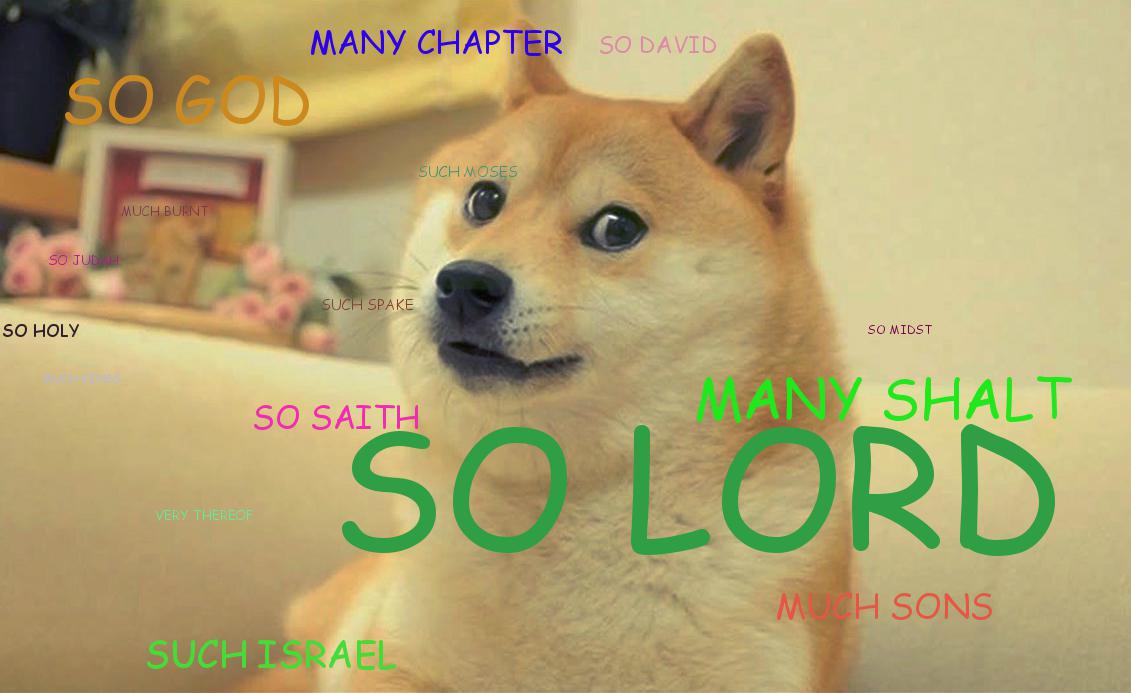 MANY CHAPTER
SO DAVID
SO GOD
SUCH MOSES
MUCH BURNT
SO JUDAH
SUCH SPAKE
SO HOLY
SO MIDST
MANY SHALT
SO SAITH
SO LORD
VERY THEREOF
MUCH SONS
SUCH ISRAEL